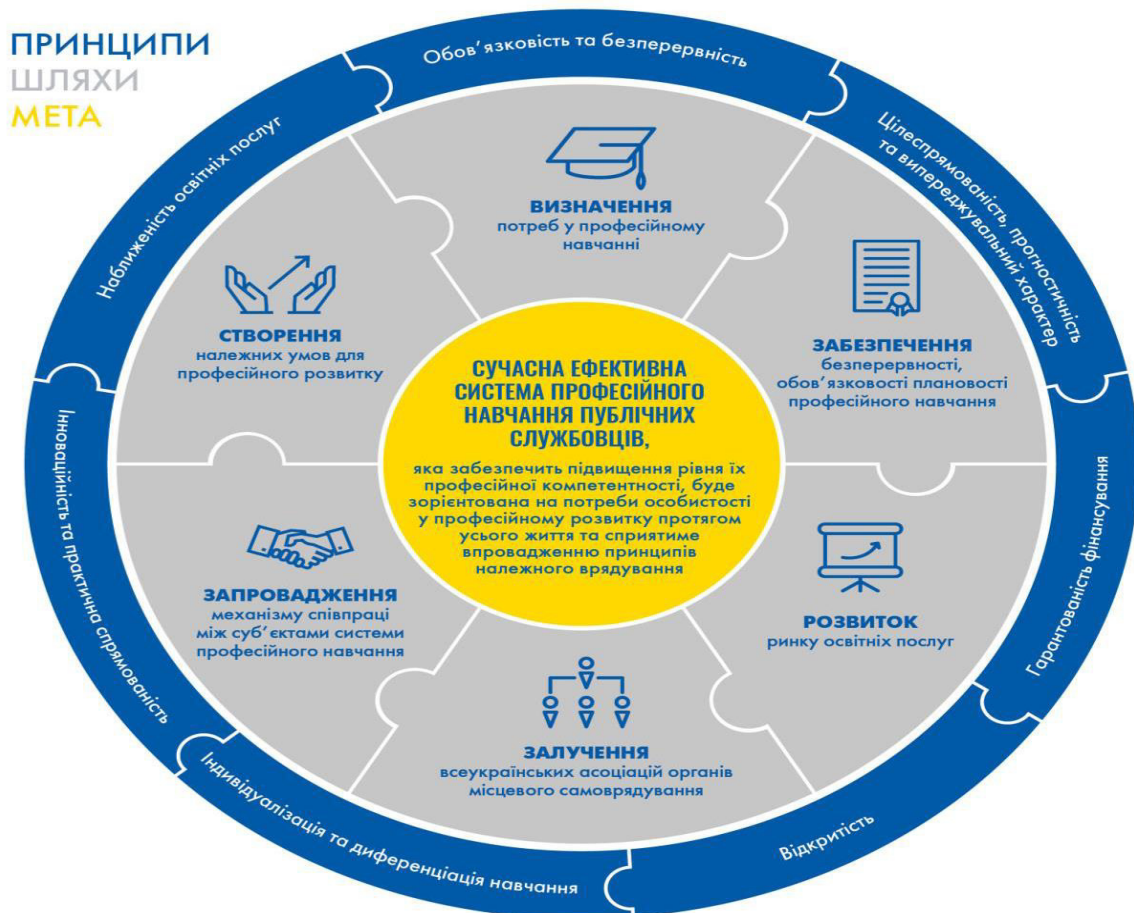 ПРИНЦИПИ
ШЛЯХИ
МЕТА
Обов’язковість та безперервність
Цілеспрямованість, прогностичність
та випереджувальний характер
Гарантованість фінансування
Відкритість
Індивідуалізація та диференціація навчання
Інноваційність та практична спрямованість
Наближеність освітніх послуг
ВИЗНАЧЕННЯ
потреб у професійному
навчанні
ЗАБЕЗПЕЧЕННЯ
безперервності,
обов’язковості плановості
професійного навчання
РОЗВИТОК
ринку освітніх послуг
ЗАЛУЧЕННЯ
всеукраїнських асоціацій органів
місцевого самоврядування
ЗАПРОВАДЖЕННЯ
механізму співпраці
між суб’єктами системи
професійного навчання
СТВОРЕННЯ
належних умов для
професійного розвитку
СУЧАСНА ЕФЕКТИВНА
СИСТЕМА ПРОФЕСІЙНОГО
НАВЧАННЯ ПУБЛІЧНИХ
СЛУЖБОВЦІВ,
яка забезпечить підвищення рівня їх
професійної компетентності, буде
зорієнтована на потреби особистості
у професійному розвитку протягом
усього життя та сприятиме
впровадженню принципів
належного врядування